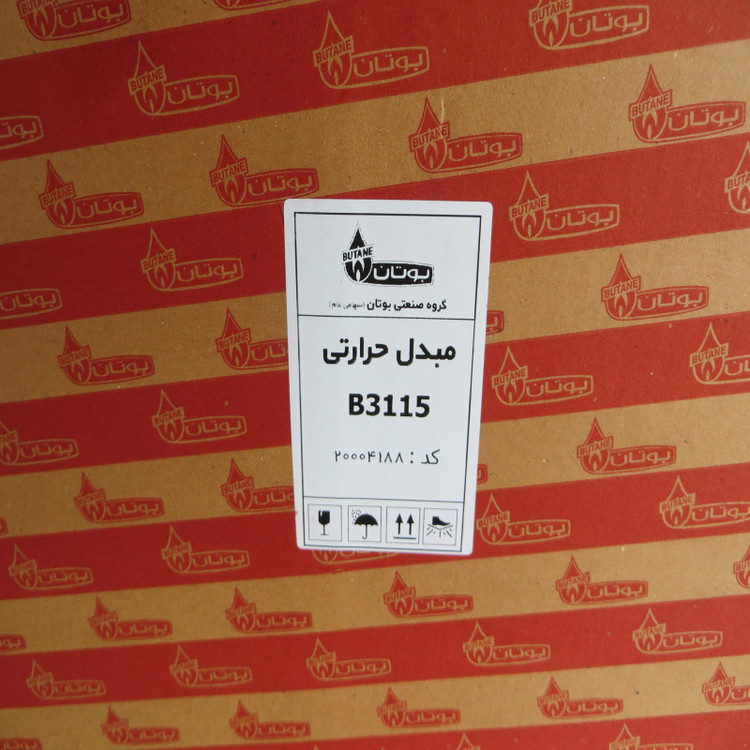 BUTANE
بوتان
گروه صنعتی بوتان (سهامی عام)
مبدل حرارتی
B3115
کد : ۲۰۰۰۴۱۸۸